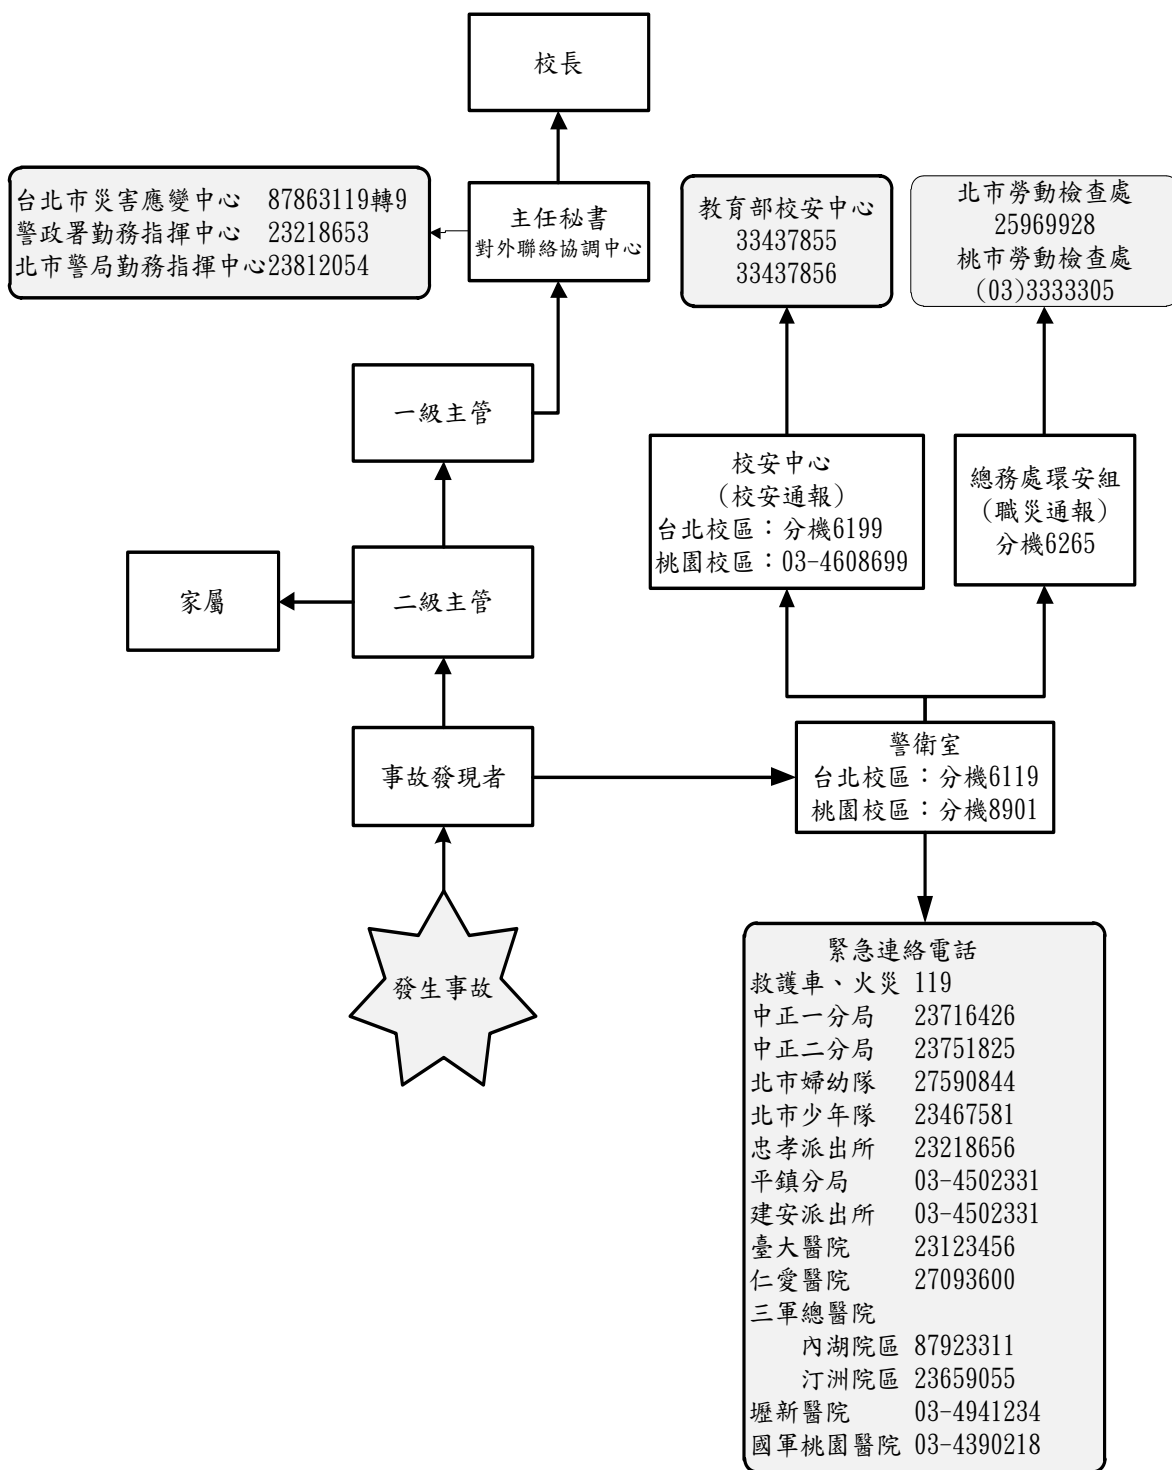 校長
台北市災害應變中心 87863119轉9
警政署勤務指揮中心 23218653
北市警局勤務指揮中心23812054
主任秘書
對外聯絡協調中心
教育部校安中心
33437855
33437856
北市勞動檢查處
25969928
桃市勞動檢查處
(03)3333305
一級主管
校安中心
(校安通報)
台北校區：分機6199
桃園校區：03-4608699
總務處環安組
(職災通報)
分機6265
家屬
二級主管
事故發現者
警衛室
台北校區：分機6119
桃園校區：分機8901
發生事故
緊急連絡電話
救護車、火災 119
中正一分局 23716426
中正二分局 23751825
北市婦幼隊 27590844
北市少年隊 23467581
忠孝派出所 23218656
平鎮分局 03-4502331
建安派出所 03-4502331
臺大醫院 23123456
仁愛醫院 27093600
三軍總醫院
內湖院區 87923311
汀洲院區 23659055
壢新醫院 03-4941234
國軍桃園醫院 03-4390218